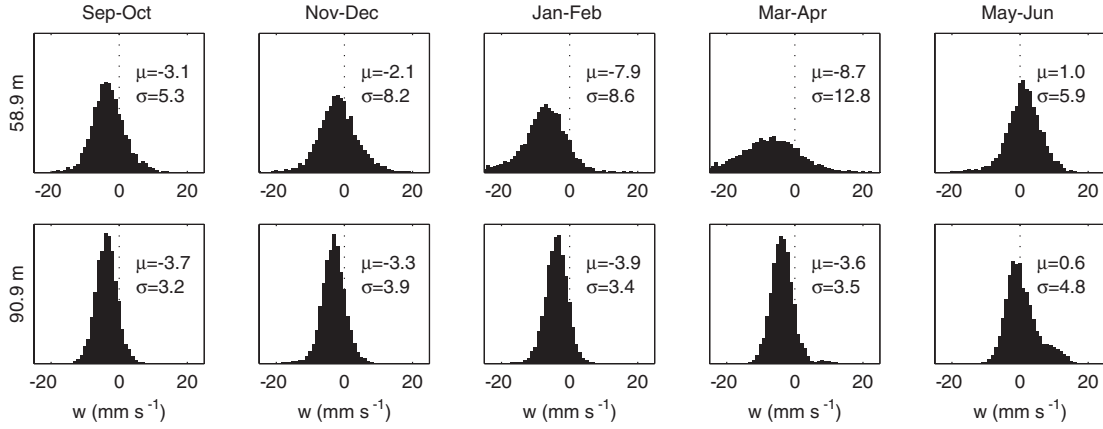 Sep-Oct Nov-Dec Jan-Feb Mar-Apr May-Jun
58.9 m
μ=-3.1 μ=-2.1 μ=-7.9 μ=-8.7 μ=1.0
σ=5.3 σ=8.2 σ=8.6 σ=12.8 σ=5.9
-20 0 20 -20 0 20 -20 0 20 -20 0 20 -20 0 20
90.9 m
μ=-3.7 μ=-3.3 μ=-3.9 μ=-3.6 μ=0.6
σ=3.2 σ=3.9 σ=3.4 σ=3.5 σ=4.8
-20 0 20 -20 0 20 -20 0 20 -20 0 20 -20 0 20
w (mm s⁻¹) w (mm s⁻¹) w (mm s⁻¹) w (mm s⁻¹) w (mm s⁻¹)